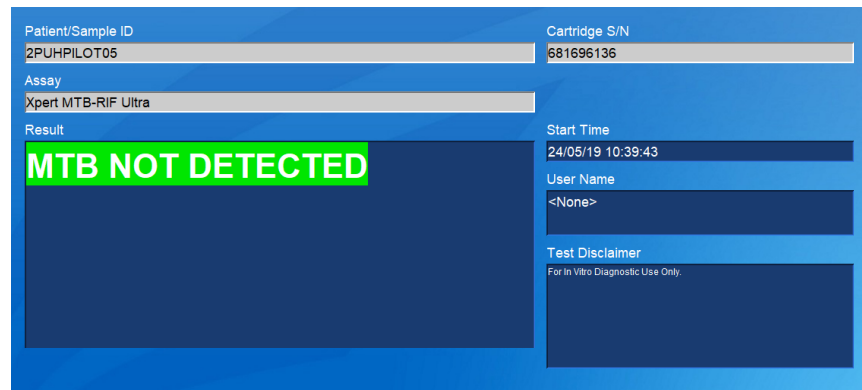 Patient/Sample ID
2PUHPILOT05
Cartridge S/N
681696136
Assay
Xpert MTB-RIF Ultra
Result
MTB NOT DETECTED
Start Time
24/05/19 10:39:43
User Name
<None>
Test Disclaimer
For In Vitro Diagnostic Use Only.